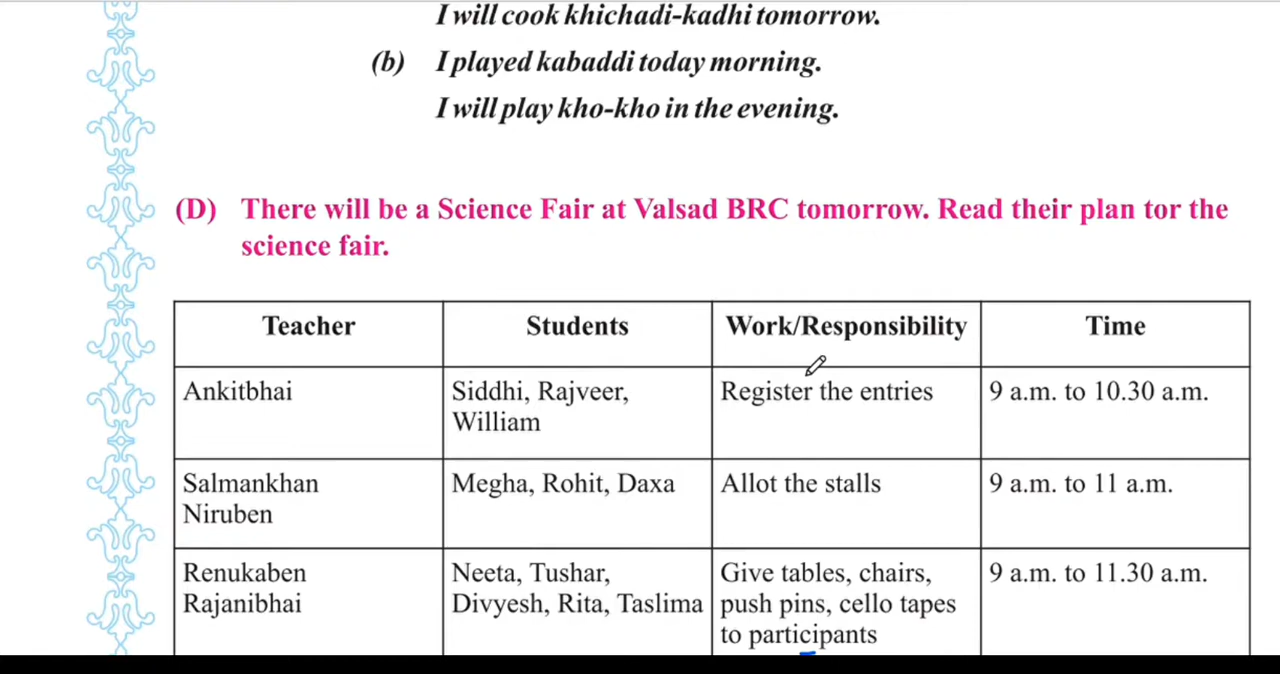 I will cook khichadi-kadhi tomorrow.
(b) I played kabaddi today morning.
I will play kho-kho in the evening.
(D) There will be a Science Fair at Valsad BRC tomorrow. Read their plan tor the
science fair.
Teacher Students Work/Responsibility Time
Ankitbhai Siddhi, Rajveer, Register the entries 9 a.m. to 10.30 a.m.
William
Salmankhan Megha, Rohit, Daxa Allot the stalls 9 a.m. to 11 a.m.
Niruben
Renukaben Neeta, Tushar, Give tables, chairs, 9 a.m. to 11.30 a.m.
Rajanibhai Divyesh, Rita, Taslima push pins, cello tapes
to participants